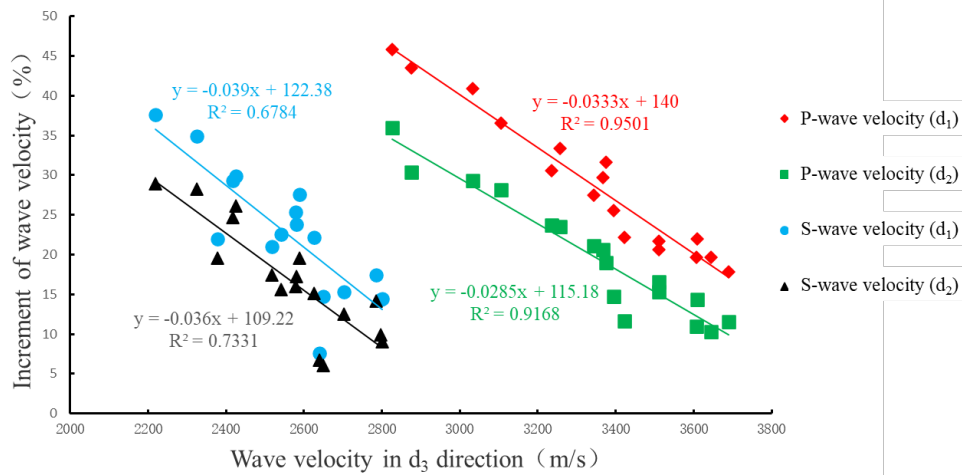 50
45
40
35
30
25
20
15
10
5
0
2000
2200
2400
2600
2800
3000
3200
3400
3600
3800
Increment of wave velocity（%）
Wave velocity in d₃ direction（m/s）
y = -0.039x + 122.38
R² = 0.6784
y = -0.0333x + 140
R² = 0.9501
y = -0.036x + 109.22
R² = 0.7331
y = -0.0285x + 115.18
R² = 0.9168
P-wave velocity (d₁)
P-wave velocity (d₂)
S-wave velocity (d₁)
S-wave velocity (d₂)